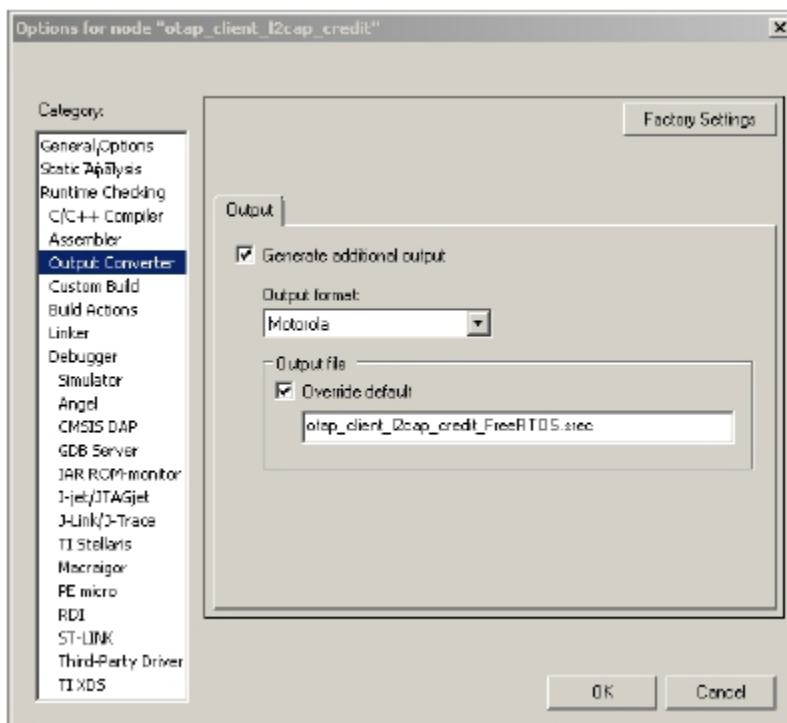 Options for node "otap_client_l2cap_credit"
Category:
Factory Settings
General Options
Static Analysis
Runtime Checking
C/C++ Compiler
Assembler
Output Converter
Custom Build
Build Actions
Linker
Debugger
Simulator
Angel
CMSIS DAP
GDB Server
IAR ROM-monitor
I-jet/JTAGjet
J-Link/J-Trace
TI Stellaris
Macraigor
PE micro
RDI
ST-LINK
Third-Party Driver
TI XDS
Output
Generate additional output
Output format:
Motorola
Output file
Override default
otap_client_l2cap_credit_FreeRTOS.srec
OK
Cancel